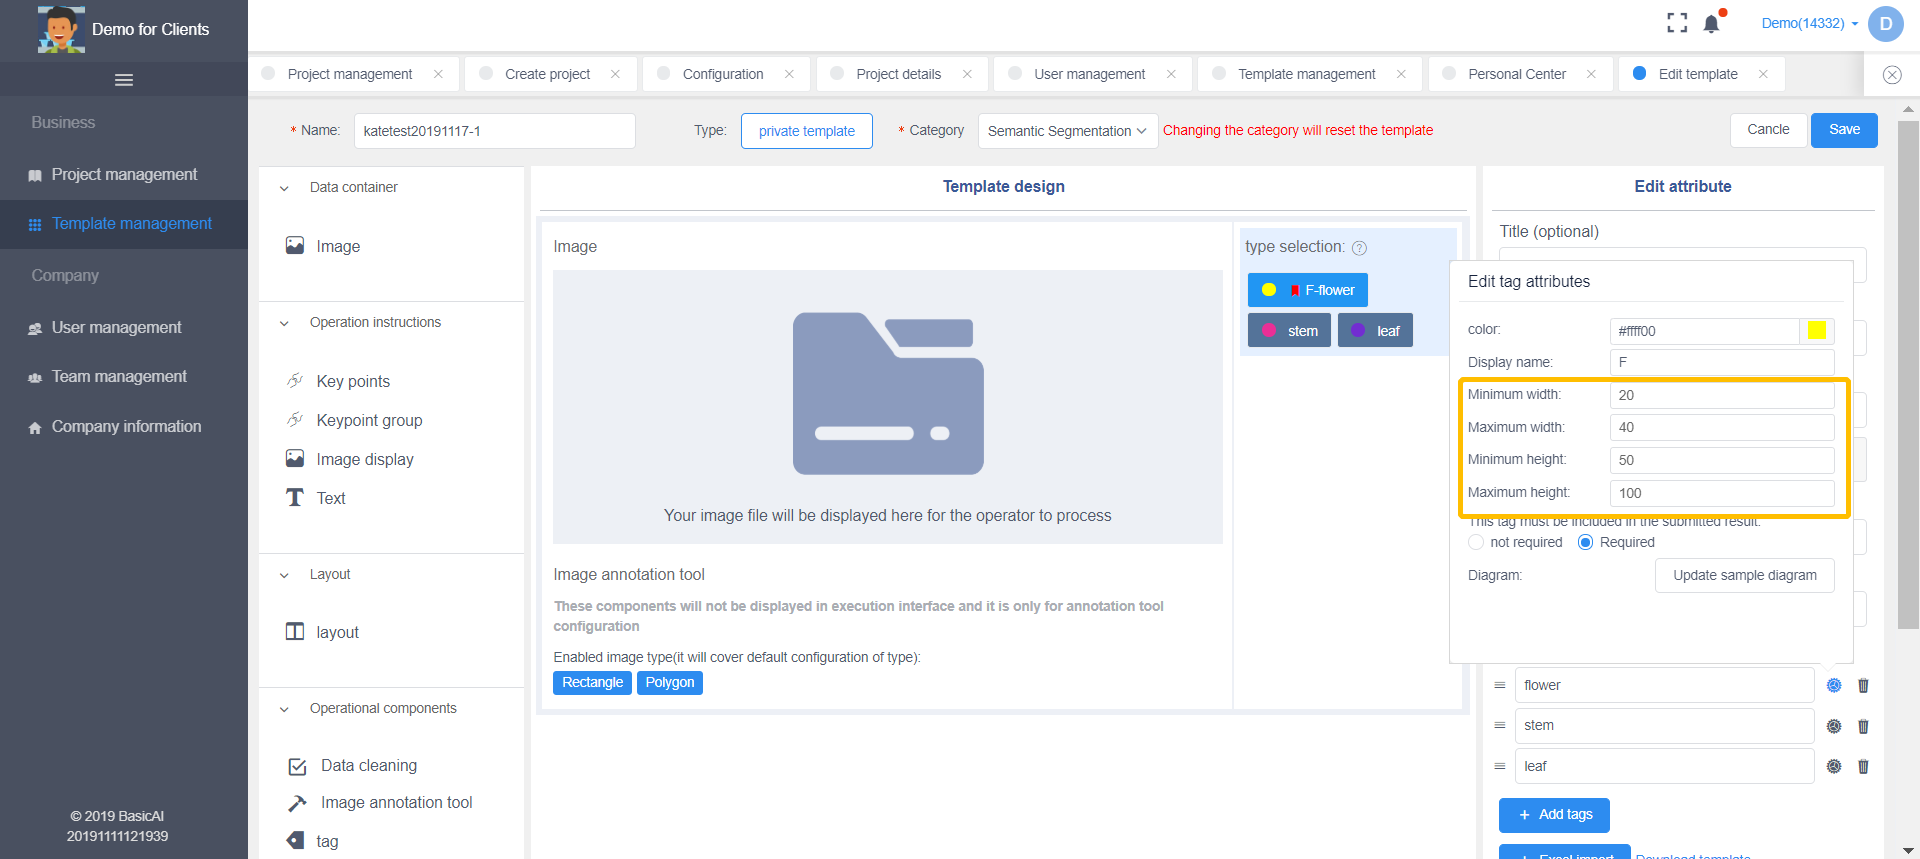 Demo for Clients
Demo(14332)
D
Project management
Create project
Configuration
Project details
User management
Template management
Personal Center
Edit template
Business
Project management
Template management
Company
User management
Team management
Company information
© 2019 BasicAI
20191111121939
* Name:
katetest20191117-1
Type:
private template
* Category
Semantic Segmentation
Changing the category will reset the template
Cancle
Save
Data container
Image
Operation instructions
Key points
Keypoint group
Image display
Text
Layout
layout
Operational components
Data cleaning
Image annotation tool
tag
Template design
Image
Your image file will be displayed here for the operator to process
Image annotation tool
These components will not be displayed in execution interface and it is only for annotation tool
configuration
Enabled image type(it will cover default configuration of type):
Rectangle
Polygon
type selection:
F-flower
stem
leaf
Edit attribute
Title (optional)
Edit tag attributes
color:
#ffff00
Display name:
F
Minimum width:
20
Maximum width:
40
Minimum height:
50
Maximum height:
100
This tag must be included in the submitted result.
not required
Required
Diagram:
Update sample diagram
flower
stem
leaf
+ Add tags
+ Excel import
Download template